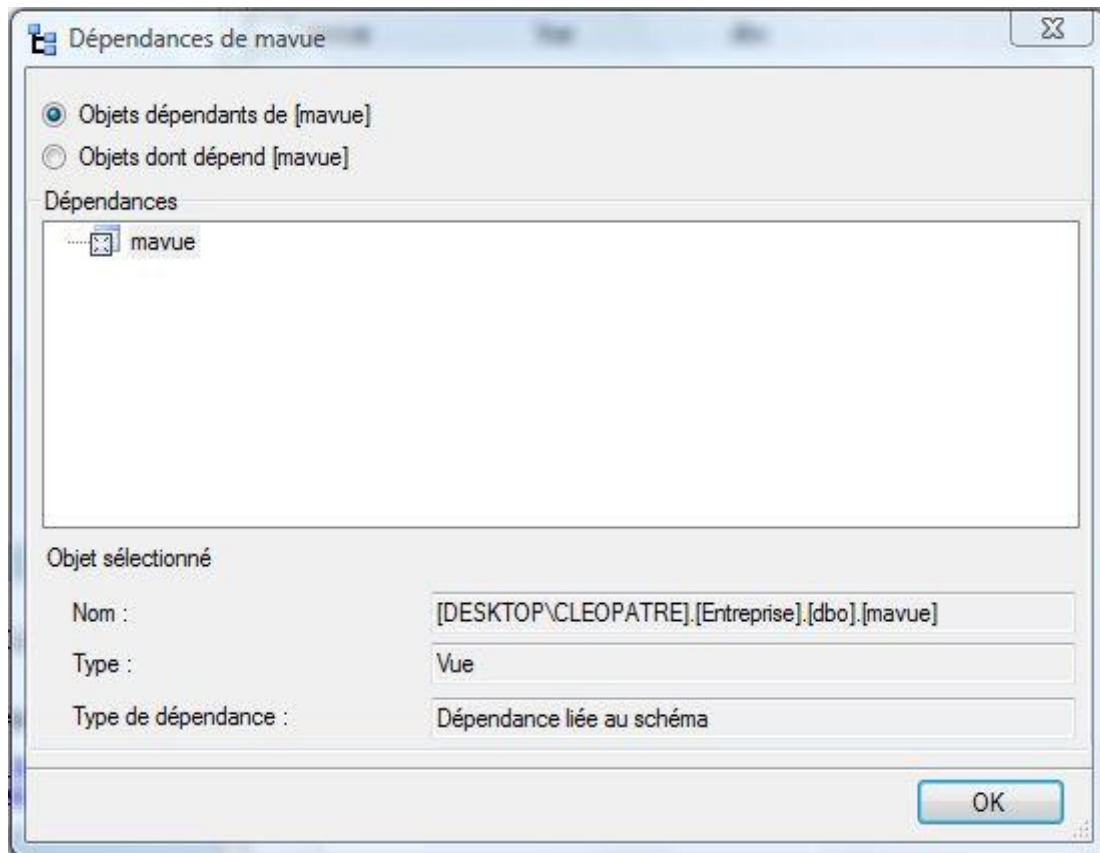 Dépendances de mavue
Objets dépendants de [mavue]
Objets dont dépend [mavue]
Dépendances
mavue
Objet sélectionné
Nom : [DESKTOP\CLEOPATRE].[Entreprise].[dbo].[mavue]
Type : Vue
Type de dépendance : Dépendance liée au schéma
OK